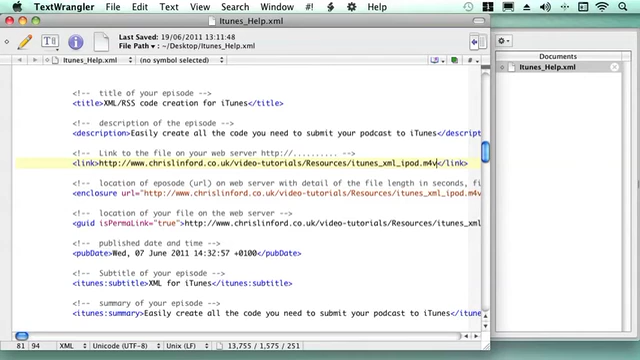 TextWrangler File Edit Text View Search Go Window #! Help
Itunes_Help.xml
Last Saved: 19/06/2011 13:11:48
File Path ▾: ~/Desktop/Itunes_Help.xml
Itunes_Help.xml (no symbol selected)
Documents
Itunes_Help.xml
<!-- title of your episode -->
<title>XML/RSS code creation for iTunes</title>
<!-- description of the episode -->
<description>Easily create all the code you need to submit your podcast to iTunes</descript
<!-- Link to the file on your web server http://.......... -->
<link>http://www.chrislinford.co.uk/video-tutorials/Resources/itunes_xml_ipod.m4v</link>
<!-- location of eposode (url) on web server with detail of the file length in seconds, fi
<enclosure url="http://www.chrislinford.co.uk/video-tutorials/Resources/itunes_xml_ipod.m4v
<!-- location of your file on the web server -->
<guid isPermaLink="true">http://www.chrislinford.co.uk/video-tutorials/Resources/itunes_xml
<!-- published date and time -->
<pubDate>Wed, 07 June 2011 14:32:57 +0100</pubDate>
<!-- Subtitle of your episode -->
<itunes:subtitle>XML for iTunes</itunes:subtitle>
<!-- summary of your episode -->
<itunes:summary>Easily create all the code you need to submit your podcast to iTunes</itune
81 94 XML Unicode (UTF-8) Unix (LF) 13,755 / 1,575 / 251